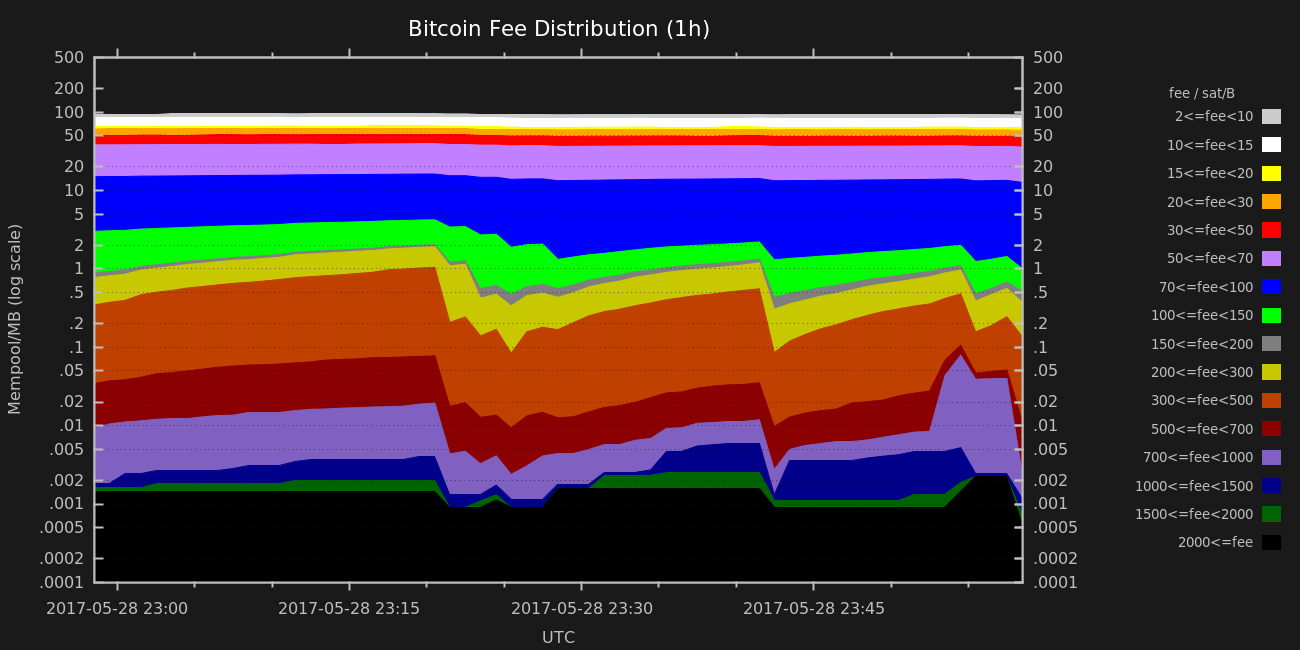 Bitcoin Fee Distribution (1h)
Mempool/MB (log scale)
500
200
100
50
20
10
5
2
1
.5
.2
.1
.05
.02
.01
.005
.002
.001
.0005
.0002
.0001
500
200
100
50
20
10
5
2
1
.5
.2
.1
.05
.02
.01
.005
.002
.001
.0005
.0002
.0001
2017-05-28 23:00
2017-05-28 23:15
2017-05-28 23:30
2017-05-28 23:45
UTC
fee / sat/B
2<=fee<10
10<=fee<15
15<=fee<20
20<=fee<30
30<=fee<50
50<=fee<70
70<=fee<100
100<=fee<150
150<=fee<200
200<=fee<300
300<=fee<500
500<=fee<700
700<=fee<1000
1000<=fee<1500
1500<=fee<2000
2000<=fee